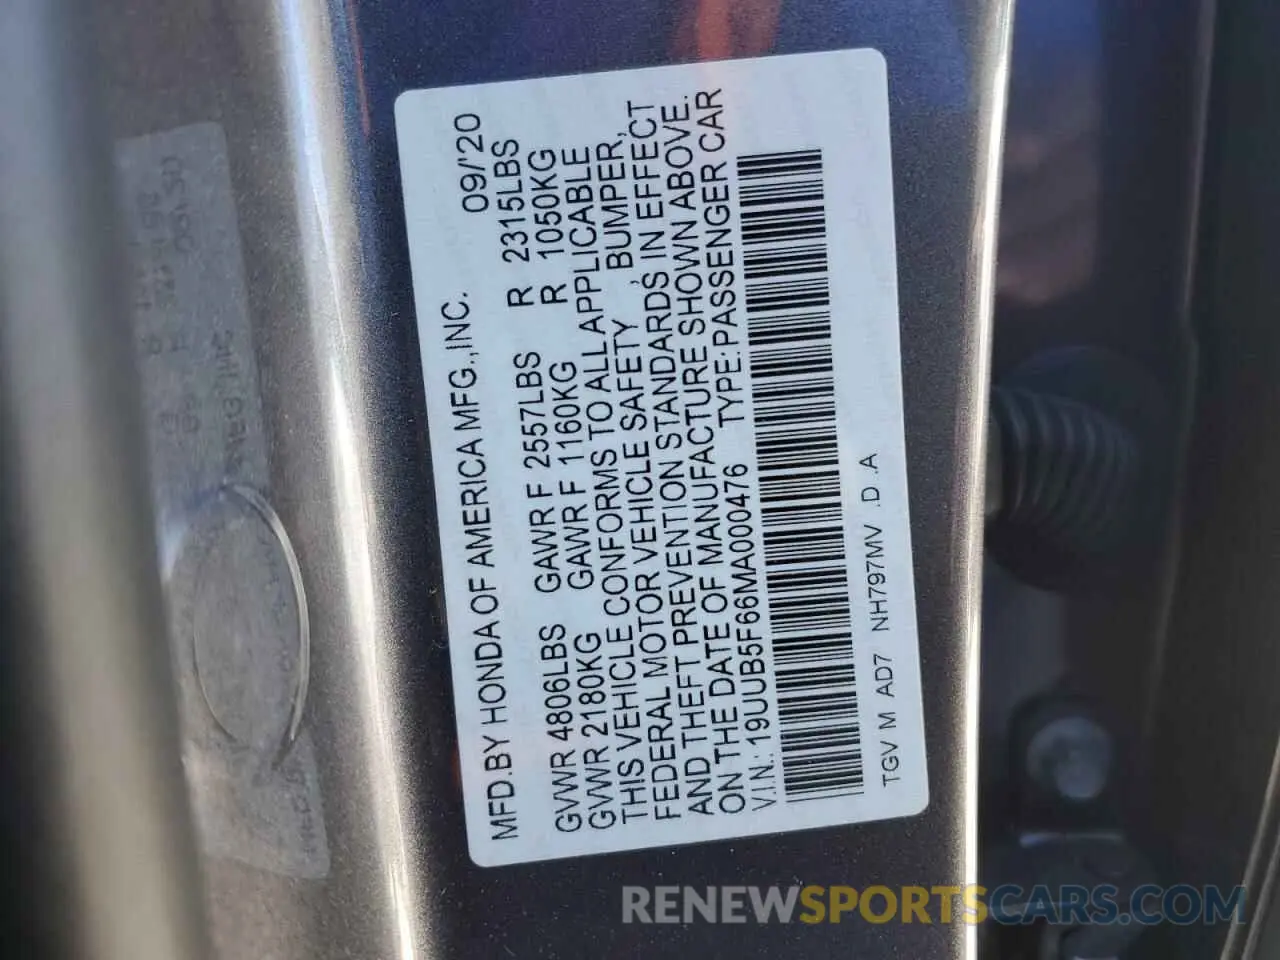 MFD.BY HONDA OF AMERICA MFG.,INC. 09/'20
GVWR 4806LBS GAWR F 2557LBS R 2315LBS
GVWR 2180KG GAWR F 1160KG R 1050KG
THIS VEHICLE CONFORMS TO ALL APPLICABLE
FEDERAL MOTOR VEHICLE SAFETY, BUMPER,
AND THEFT PREVENTION STANDARDS, IN EFFECT
ON THE DATE OF MANUFACTURE SHOWN ABOVE.
V.I.N.: 19UUB5F66MA000476 TYPE:PASSENGER CAR
TGV M AD7 NH797MV .D .A
RENEWSPORTSCARS.COM